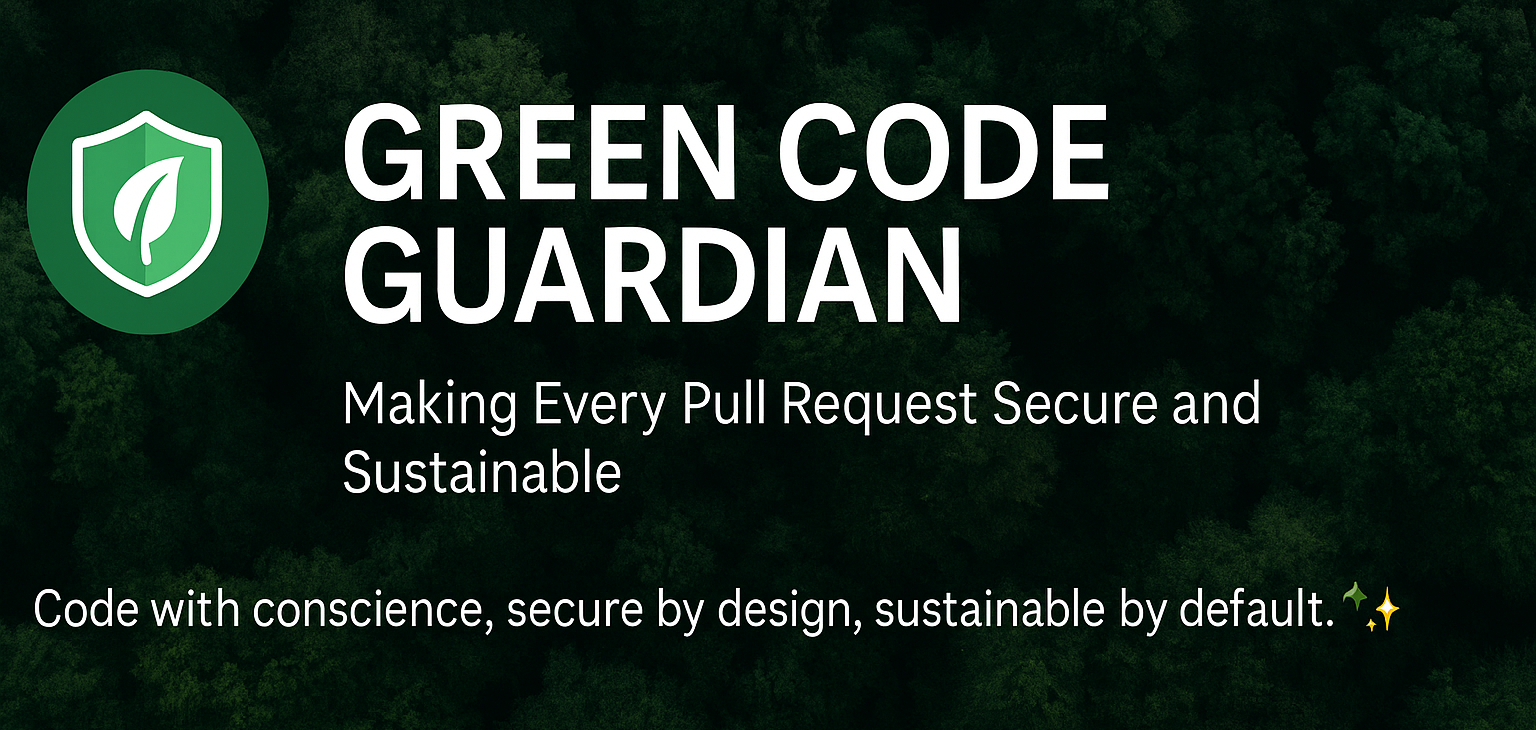 GREEN CODE
GUARDIAN
Making Every Pull Request Secure and
Sustainable
Code with conscience, secure by design, sustainable by default.✨